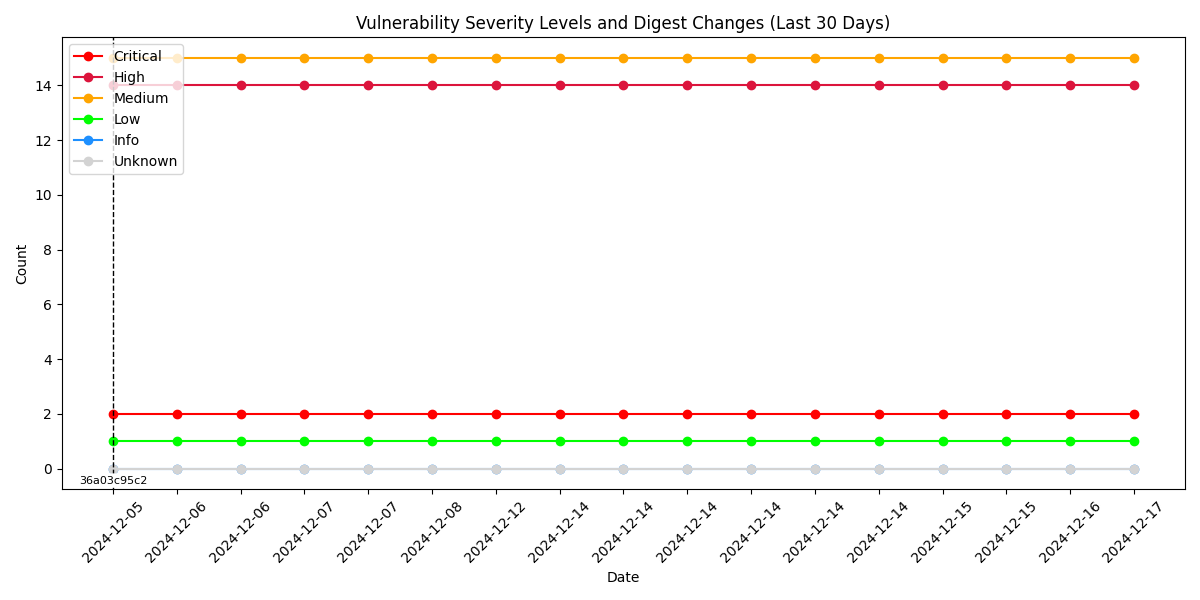 Vulnerability Severity Levels and Digest Changes (Last 30 Days)
Critical
High
Medium
Low
Info
Unknown
Count
14
12
10
8
6
4
2
0
36a03c95c2
2024-12-05
2024-12-06
2024-12-06
2024-12-07
2024-12-07
2024-12-08
2024-12-12
2024-12-14
2024-12-14
2024-12-14
2024-12-14
2024-12-14
2024-12-14
2024-12-15
2024-12-15
2024-12-16
2024-12-17
Date